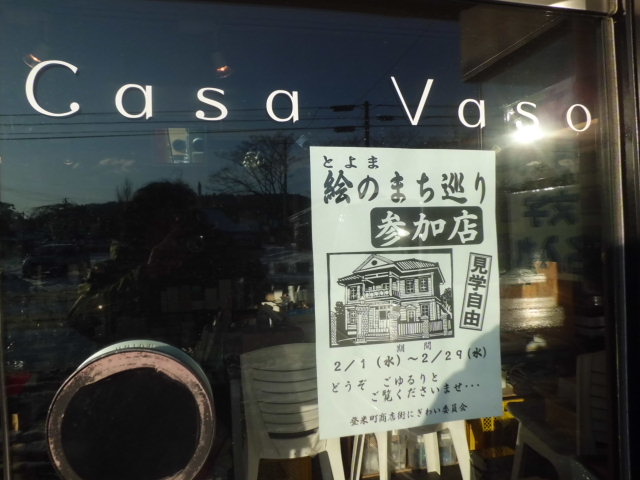 Casa Vaso
とよま
絵のまち巡り
参加店
見学自由
期間
2/1(水)~2/29(水)
どうぞ ごゆるりと
ご覧くださいませ・・・
登米町商店街にぎわい委員会